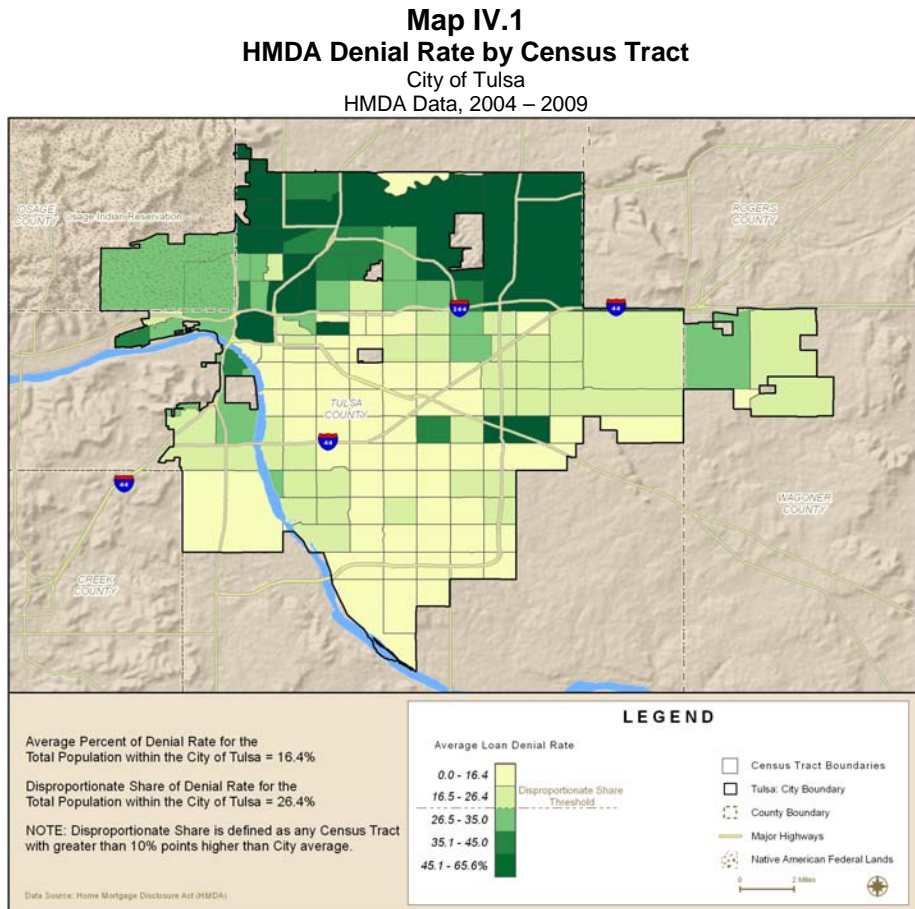 Map IV.1
HMDA Denial Rate by Census Tract
City of Tulsa
HMDA Data, 2004 – 2009
OSAGE
COUNTY
Osage Indian Reservation
ROGERS
COUNTY
244
44
TULSA
COUNTY
44
44
WAGONER
COUNTY
CREEK
COUNTY
Average Percent of Denial Rate for the
Total Population within the City of Tulsa = 16.4%
Disproportionate Share of Denial Rate for the
Total Population within the City of Tulsa = 26.4%
NOTE: Disproportionate Share is defined as any Census Tract
with greater than 10% points higher than City average.
Data Source: Home Mortgage Disclosure Act (HMDA)
LEGEND
Average Loan Denial Rate
0.0 - 16.4
16.5 - 26.4
Disproportionate Share
Threshold
26.5 - 35.0
35.1 - 45.0
45.1 - 65.6%
Census Tract Boundaries
Tulsa: City Boundary
County Boundary
Major Highways
Native American Federal Lands
0 2 Miles